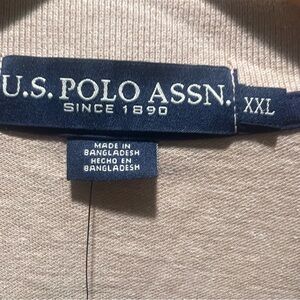 U.S. POLO ASSN.
SINCE 1890
XXL
MADE IN
BANGLADESH
HECHO EN
BANGLADESH